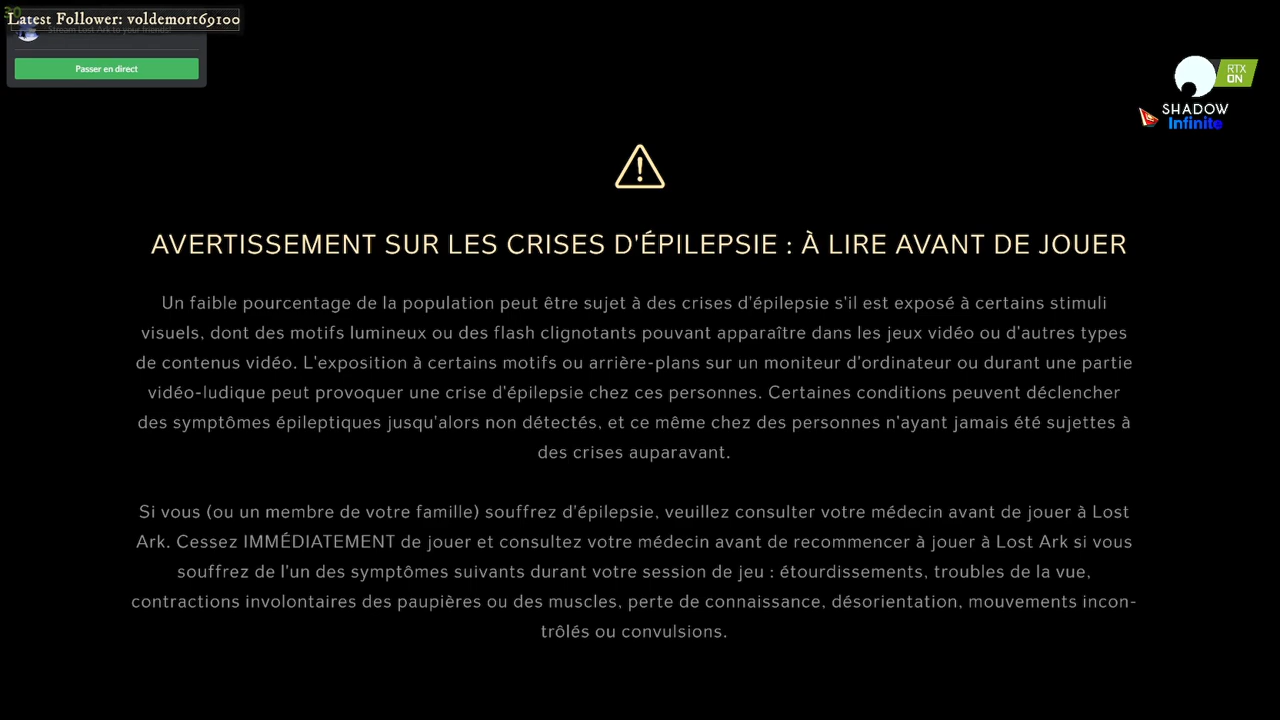 30
Latest Follower: voldemort69100
Stream Lost Ark to your friends!
Passer en direct
RTX
ON
SHADOW
Infinite
AVERTISSEMENT SUR LES CRISES D'ÉPILEPSIE : À LIRE AVANT DE JOUER
Un faible pourcentage de la population peut être sujet à des crises d'épilepsie s'il est exposé à certains stimuli
visuels, dont des motifs lumineux ou des flash clignotants pouvant apparaître dans les jeux vidéo ou d'autres types
de contenus vidéo. L'exposition à certains motifs ou arrière-plans sur un moniteur d'ordinateur ou durant une partie
vidéo-ludique peut provoquer une crise d'épilepsie chez ces personnes. Certaines conditions peuvent déclencher
des symptômes épileptiques jusqu'alors non détectés, et ce même chez des personnes n'ayant jamais été sujettes à
des crises auparavant.
Si vous (ou un membre de votre famille) souffrez d'épilepsie, veuillez consulter votre médecin avant de jouer à Lost
Ark. Cessez IMMÉDIATEMENT de jouer et consultez votre médecin avant de recommencer à jouer à Lost Ark si vous
souffrez de l'un des symptômes suivants durant votre session de jeu : étourdissements, troubles de la vue,
contractions involontaires des paupières ou des muscles, perte de connaissance, désorientation, mouvements incon-
trôlés ou convulsions.